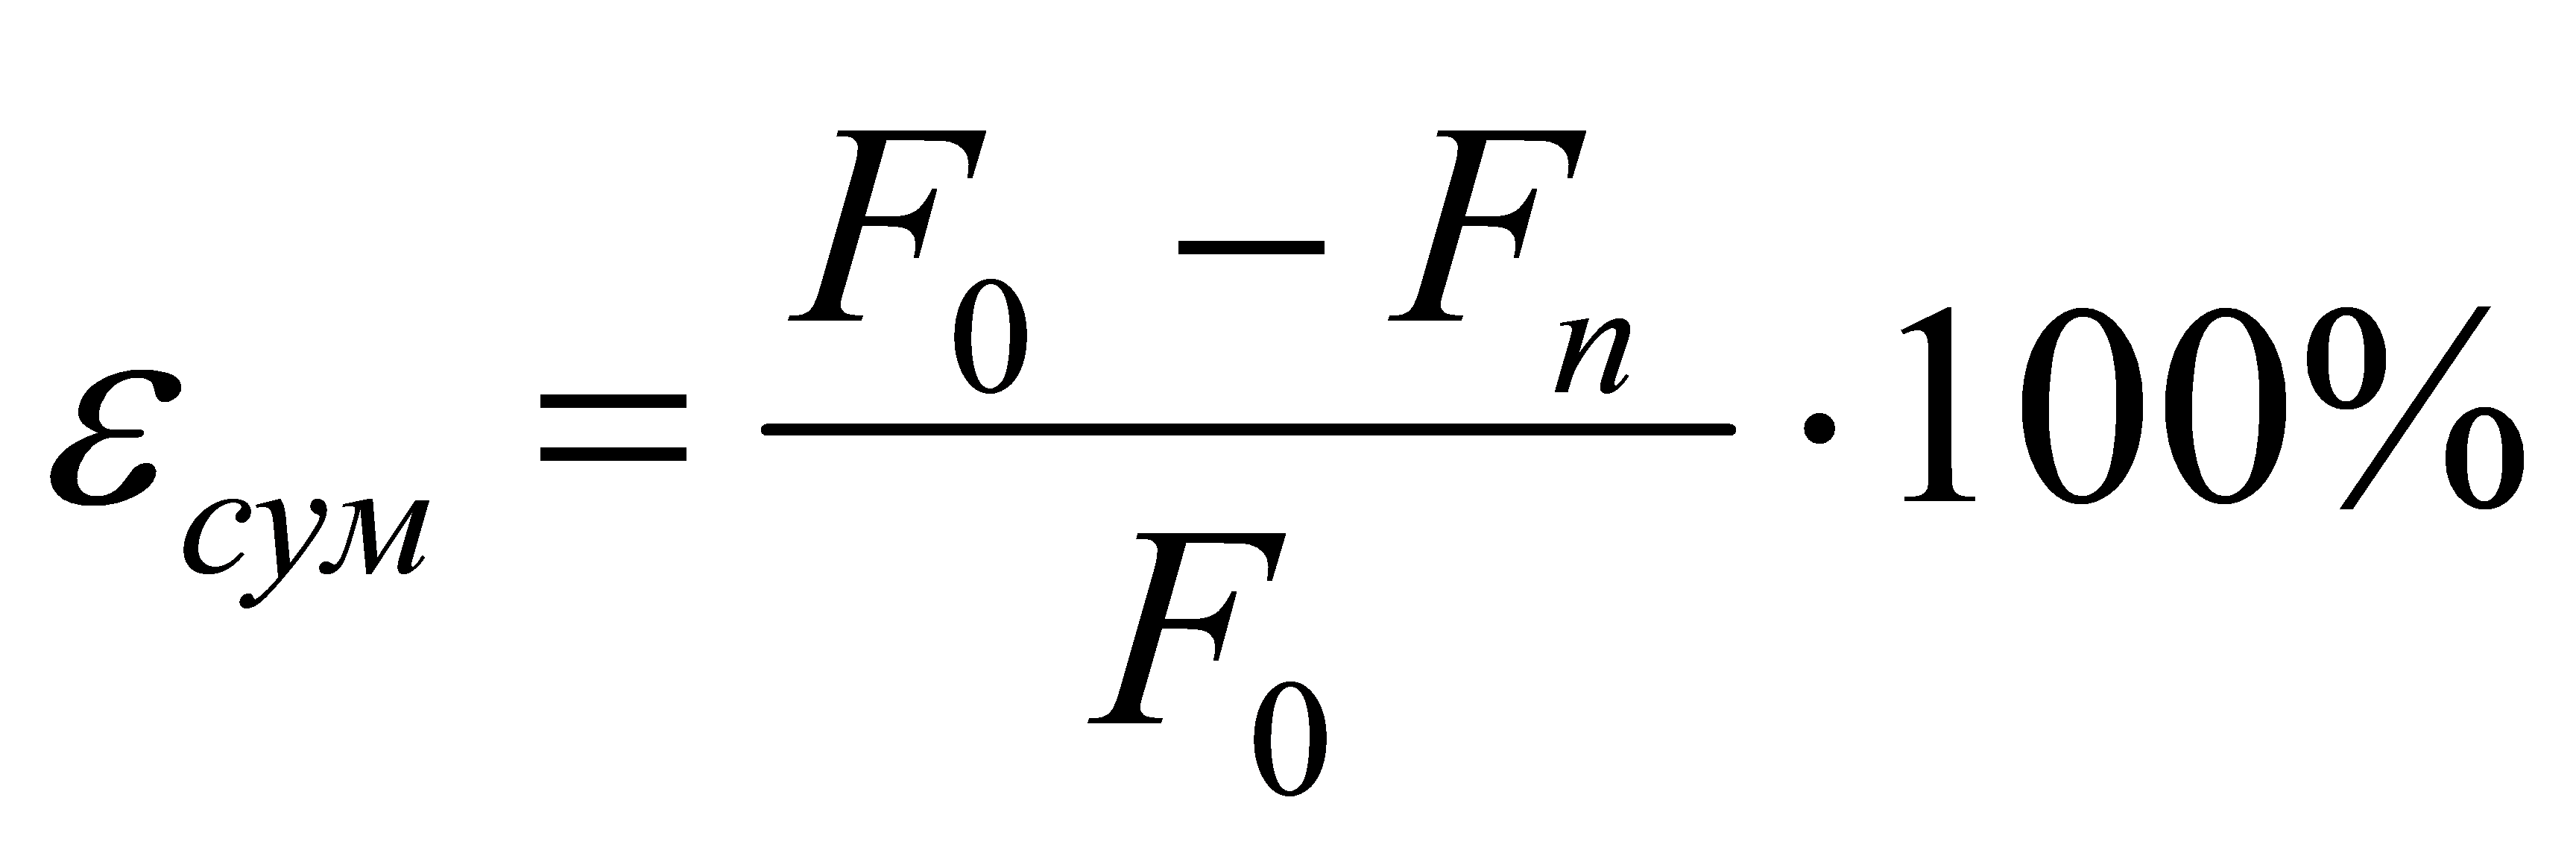 ε_сум = (F_0 − F_n) / F_0 · 100%